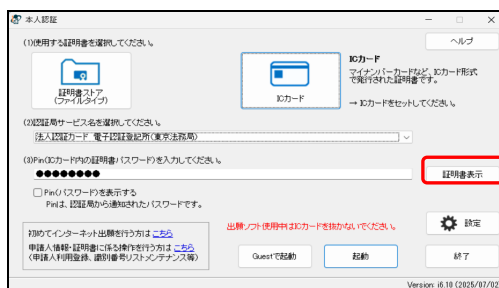 本人認証
(1)使用する証明書を選択してください。
ヘルプ
証明書ストア
(ファイルタイプ)
ICカード
ICカード
マイナンバーカードなど、ICカード形式
で発行された証明書です。
→ ICカードをセットしてください。
(2)認証局サービス名を選択してください。
法人認証カード 電子認証登記所(東京法務局)
(3)Pin(ICカード内の証明書パスワード)を入力してください。
●●●●●●●●
証明書表示
Pin(パスワード)を表示する
Pinは、認証局から通知されたパスワードです。
出願ソフト使用中はICカードを抜かないでください。
設定
初めてインターネット出願を行う方は こちら
申請人情報・証明書に係る操作を行う方は こちら
(申請人利用登録、識別番号リストメンテナンス等)
Guestで起動
起動
終了
Version: i6.10 (2025/07/02)